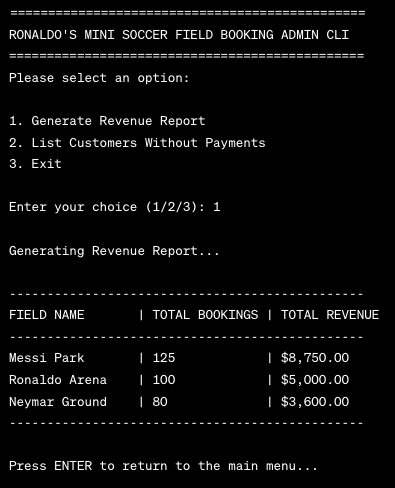 ===============================================
RONALDO'S MINI SOCCER FIELD BOOKING ADMIN CLI
===============================================
Please select an option:
1. Generate Revenue Report
2. List Customers Without Payments
3. Exit
Enter your choice (1/2/3): 1
Generating Revenue Report...
-----------------------------------------------
FIELD NAME       | TOTAL BOOKINGS | TOTAL REVENUE
-----------------------------------------------
Messi Park       | 125            | $8,750.00
Ronaldo Arena    | 100            | $5,000.00
Neymar Ground    | 80             | $3,600.00
-----------------------------------------------
Press ENTER to return to the main menu...